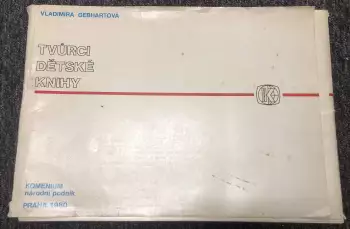 VLADIMÍRA GEBHARTOVÁ
TVŮRCI
DĚTSKÉ
KNIHY
KOMENIUM
národní podnik
PRAHA 1980